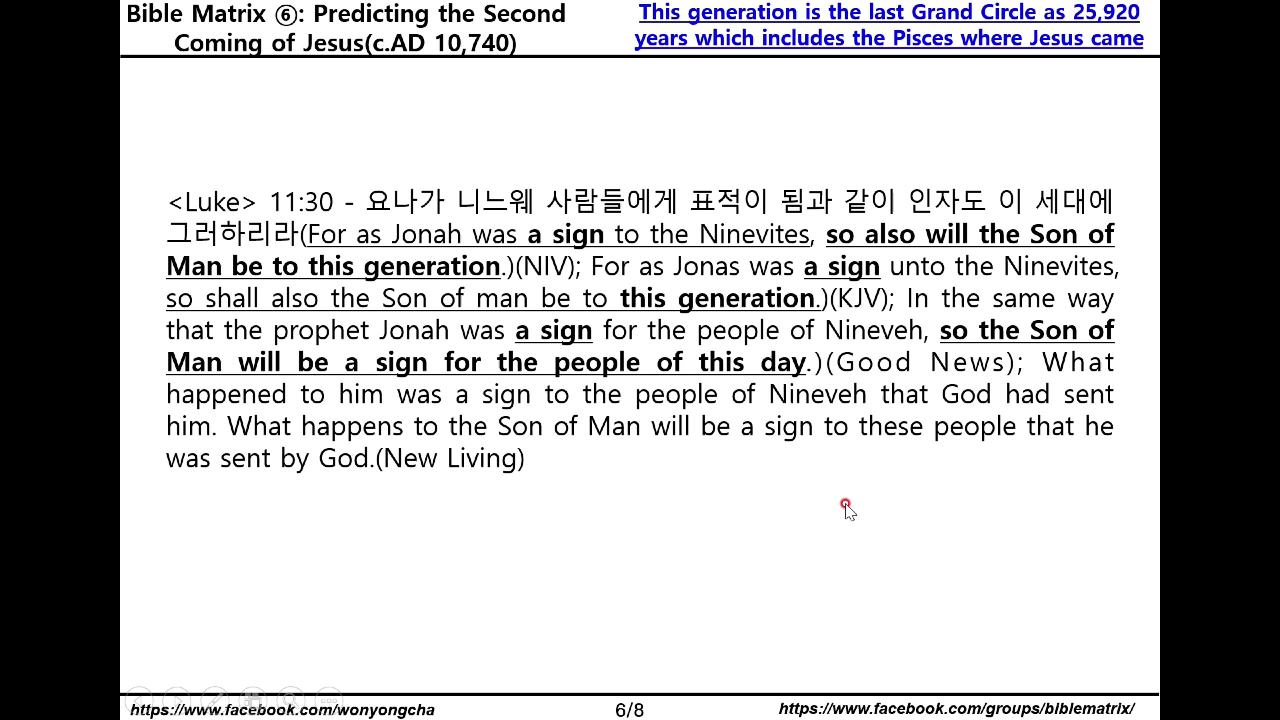 Bible Matrix ⑥: Predicting the Second
Coming of Jesus(c.AD 10,740)
This generation is the last Grand Circle as 25,920
years which includes the Pisces where Jesus came
<Luke> 11:30 - 요나가 니느웨 사람들에게 표적이 됨과 같이 인자도 이 세대에
그러하리라(For as Jonah was a sign to the Ninevites, so also will the Son of
Man be to this generation.)(NIV); For as Jonas was a sign unto the Ninevites,
so shall also the Son of man be to this generation.)(KJV); In the same way
that the prophet Jonah was a sign for the people of Nineveh, so the Son of
Man will be a sign for the people of this day.)(Good News); What
happened to him was a sign to the people of Nineveh that God had sent
him. What happens to the Son of Man will be a sign to these people that he
was sent by God.(New Living)
https://www.facebook.com/wonyongcha
6/8
https://www.facebook.com/groups/biblematrix/